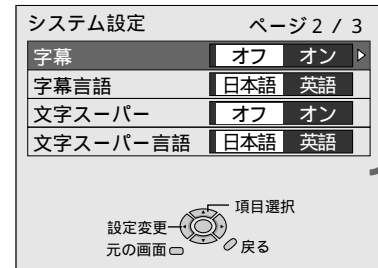 システム設定 ページ2 / 3
字幕 オフ オン
字幕言語 日本語 英語
文字スーパー オフ オン
文字スーパー言語 日本語 英語
項目選択
設定変更
元の画面 戻る